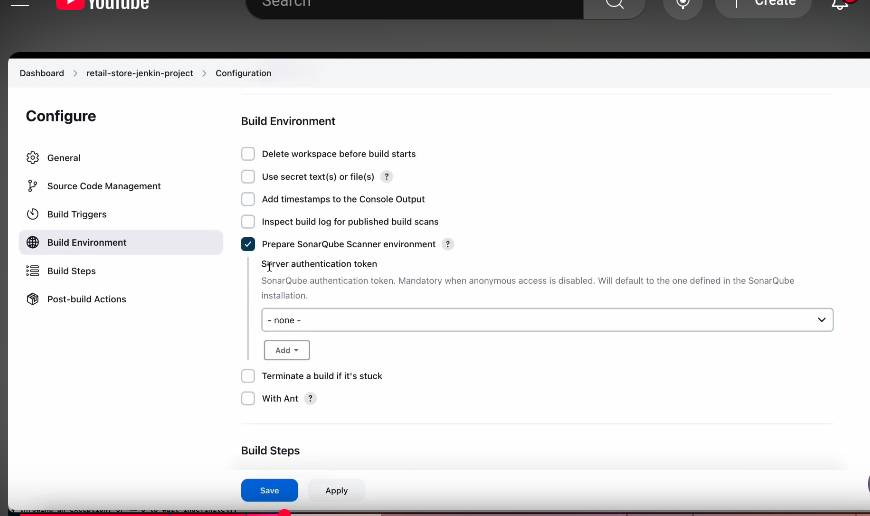 YouTube
Search
Create
Dashboard > retail-store-jenkin-project > Configuration
Configure
General
Source Code Management
Build Triggers
Build Environment
Build Steps
Post-build Actions
Build Environment
Delete workspace before build starts
Use secret text(s) or file(s) ?
Add timestamps to the Console Output
Inspect build log for published build scans
Prepare SonarQube Scanner environment ?
Server authentication token
SonarQube authentication token. Mandatory when anonymous access is disabled. Will default to the one defined in the SonarQube
installation.
- none -
Add
Terminate a build if it's stuck
With Ant ?
Build Steps
Save
Apply